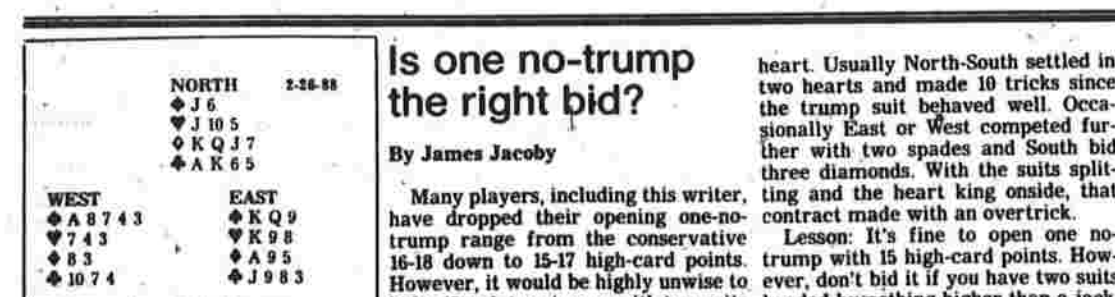 NORTH 2-26-88
♠ J 6
♥ J 10 5
♦ K Q J 7
♣ A K 6 5
WEST EAST
♠ A 8 7 4 3 ♠ K Q 9
♥ 7 4 3 ♥ K 9 8
♦ 8 3 ♦ A 9 5
♣ 10 7 4 ♣ J 9 8 3
Is one no-trump
the right bid?
By James Jacoby
Many players, including this writer,
have dropped their opening one-no-
trump range from the conservative
16-18 down to 15-17 high-card points.
However, it would be highly unwise to
heart. Usually North-South settled in
two hearts and made 10 tricks since
the trump suit behaved well. Occa-
sionally East or West competed fur-
ther with two spades and South bid
three diamonds. With the suits split-
ting and the heart king onside, that
contract made with an overtrick.
Lesson: It's fine to open one no-
trump with 15 high-card points. How-
ever, don't bid it if you have two suits